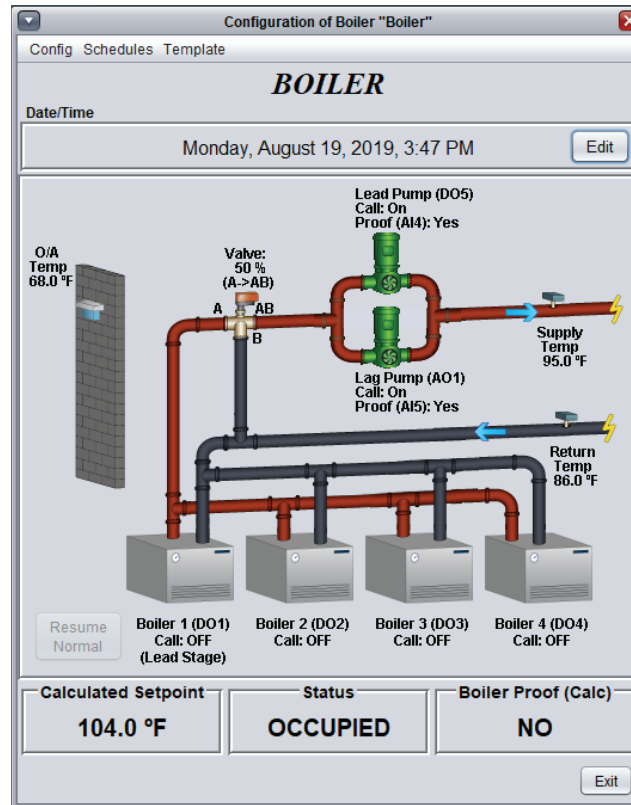 Configuration of Boiler "Boiler"
Config Schedules Template
BOILER
Date/Time
Monday, August 19, 2019, 3:47 PM
Edit
Lead Pump (DO5)
Call: On
Proof (AI4): Yes
O/A
Temp
68.0 ºF
Valve:
50 %
(A->AB)
A
AB
B
Supply
Temp
95.0 ºF
Lag Pump (AO1)
Call: On
Proof (AI5): Yes
Return
Temp
86.0 ºF
Resume
Normal
Boiler 1 (DO1)
Call: OFF
(Lead Stage)
Boiler 2 (DO2)
Call: OFF
Boiler 3 (DO3)
Call: OFF
Boiler 4 (DO4)
Call: OFF
Calculated Setpoint
104.0 ºF
Status
OCCUPIED
Boiler Proof (Calc)
NO
Exit